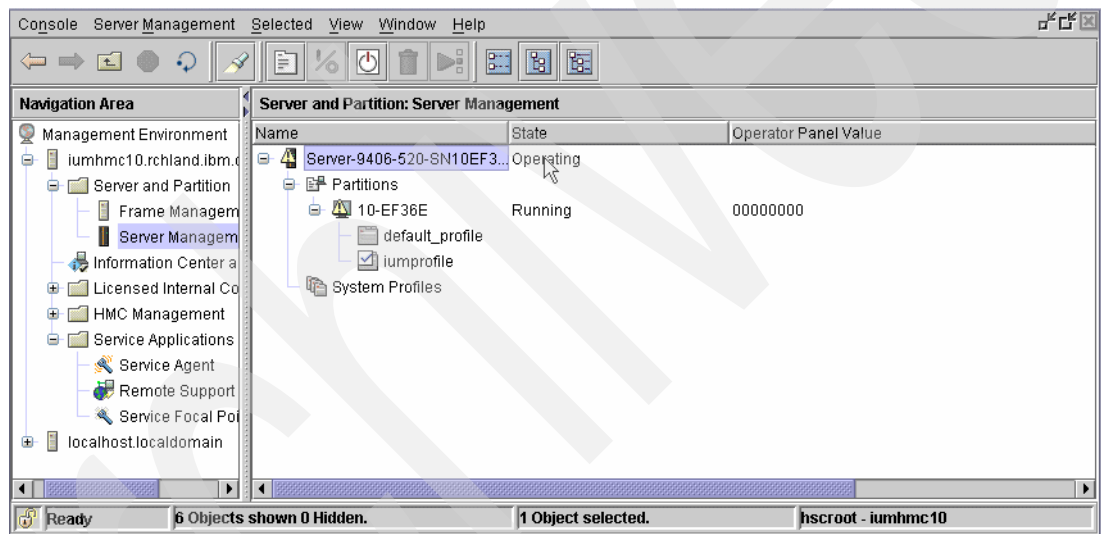 Console Server Management Selected View Window Help
Navigation Area
Server and Partition: Server Management
Management Environment
Name State Operator Panel Value
iumhmc10.rchland.ibm.c
Server-9406-520-SN10EF3... Operating
Server and Partition
Partitions
Frame Managem
10-EF36E Running 00000000
Server Managem
default_profile
Information Center a
iumprofile
Licensed Internal Co
System Profiles
HMC Management
Service Applications
Service Agent
Remote Support
Service Focal Poi
localhost.localdomain
Ready 6 Objects shown 0 Hidden. 1 Object selected. hscroot - iumhmc10